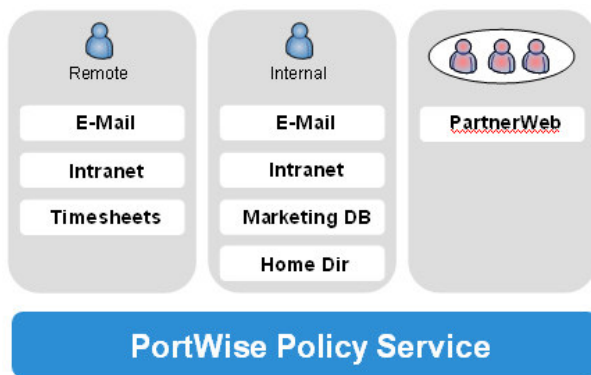 Remote
E-Mail
Intranet
Timesheets
Internal
E-Mail
Intranet
Marketing DB
Home Dir
PartnerWeb
PortWise Policy Service